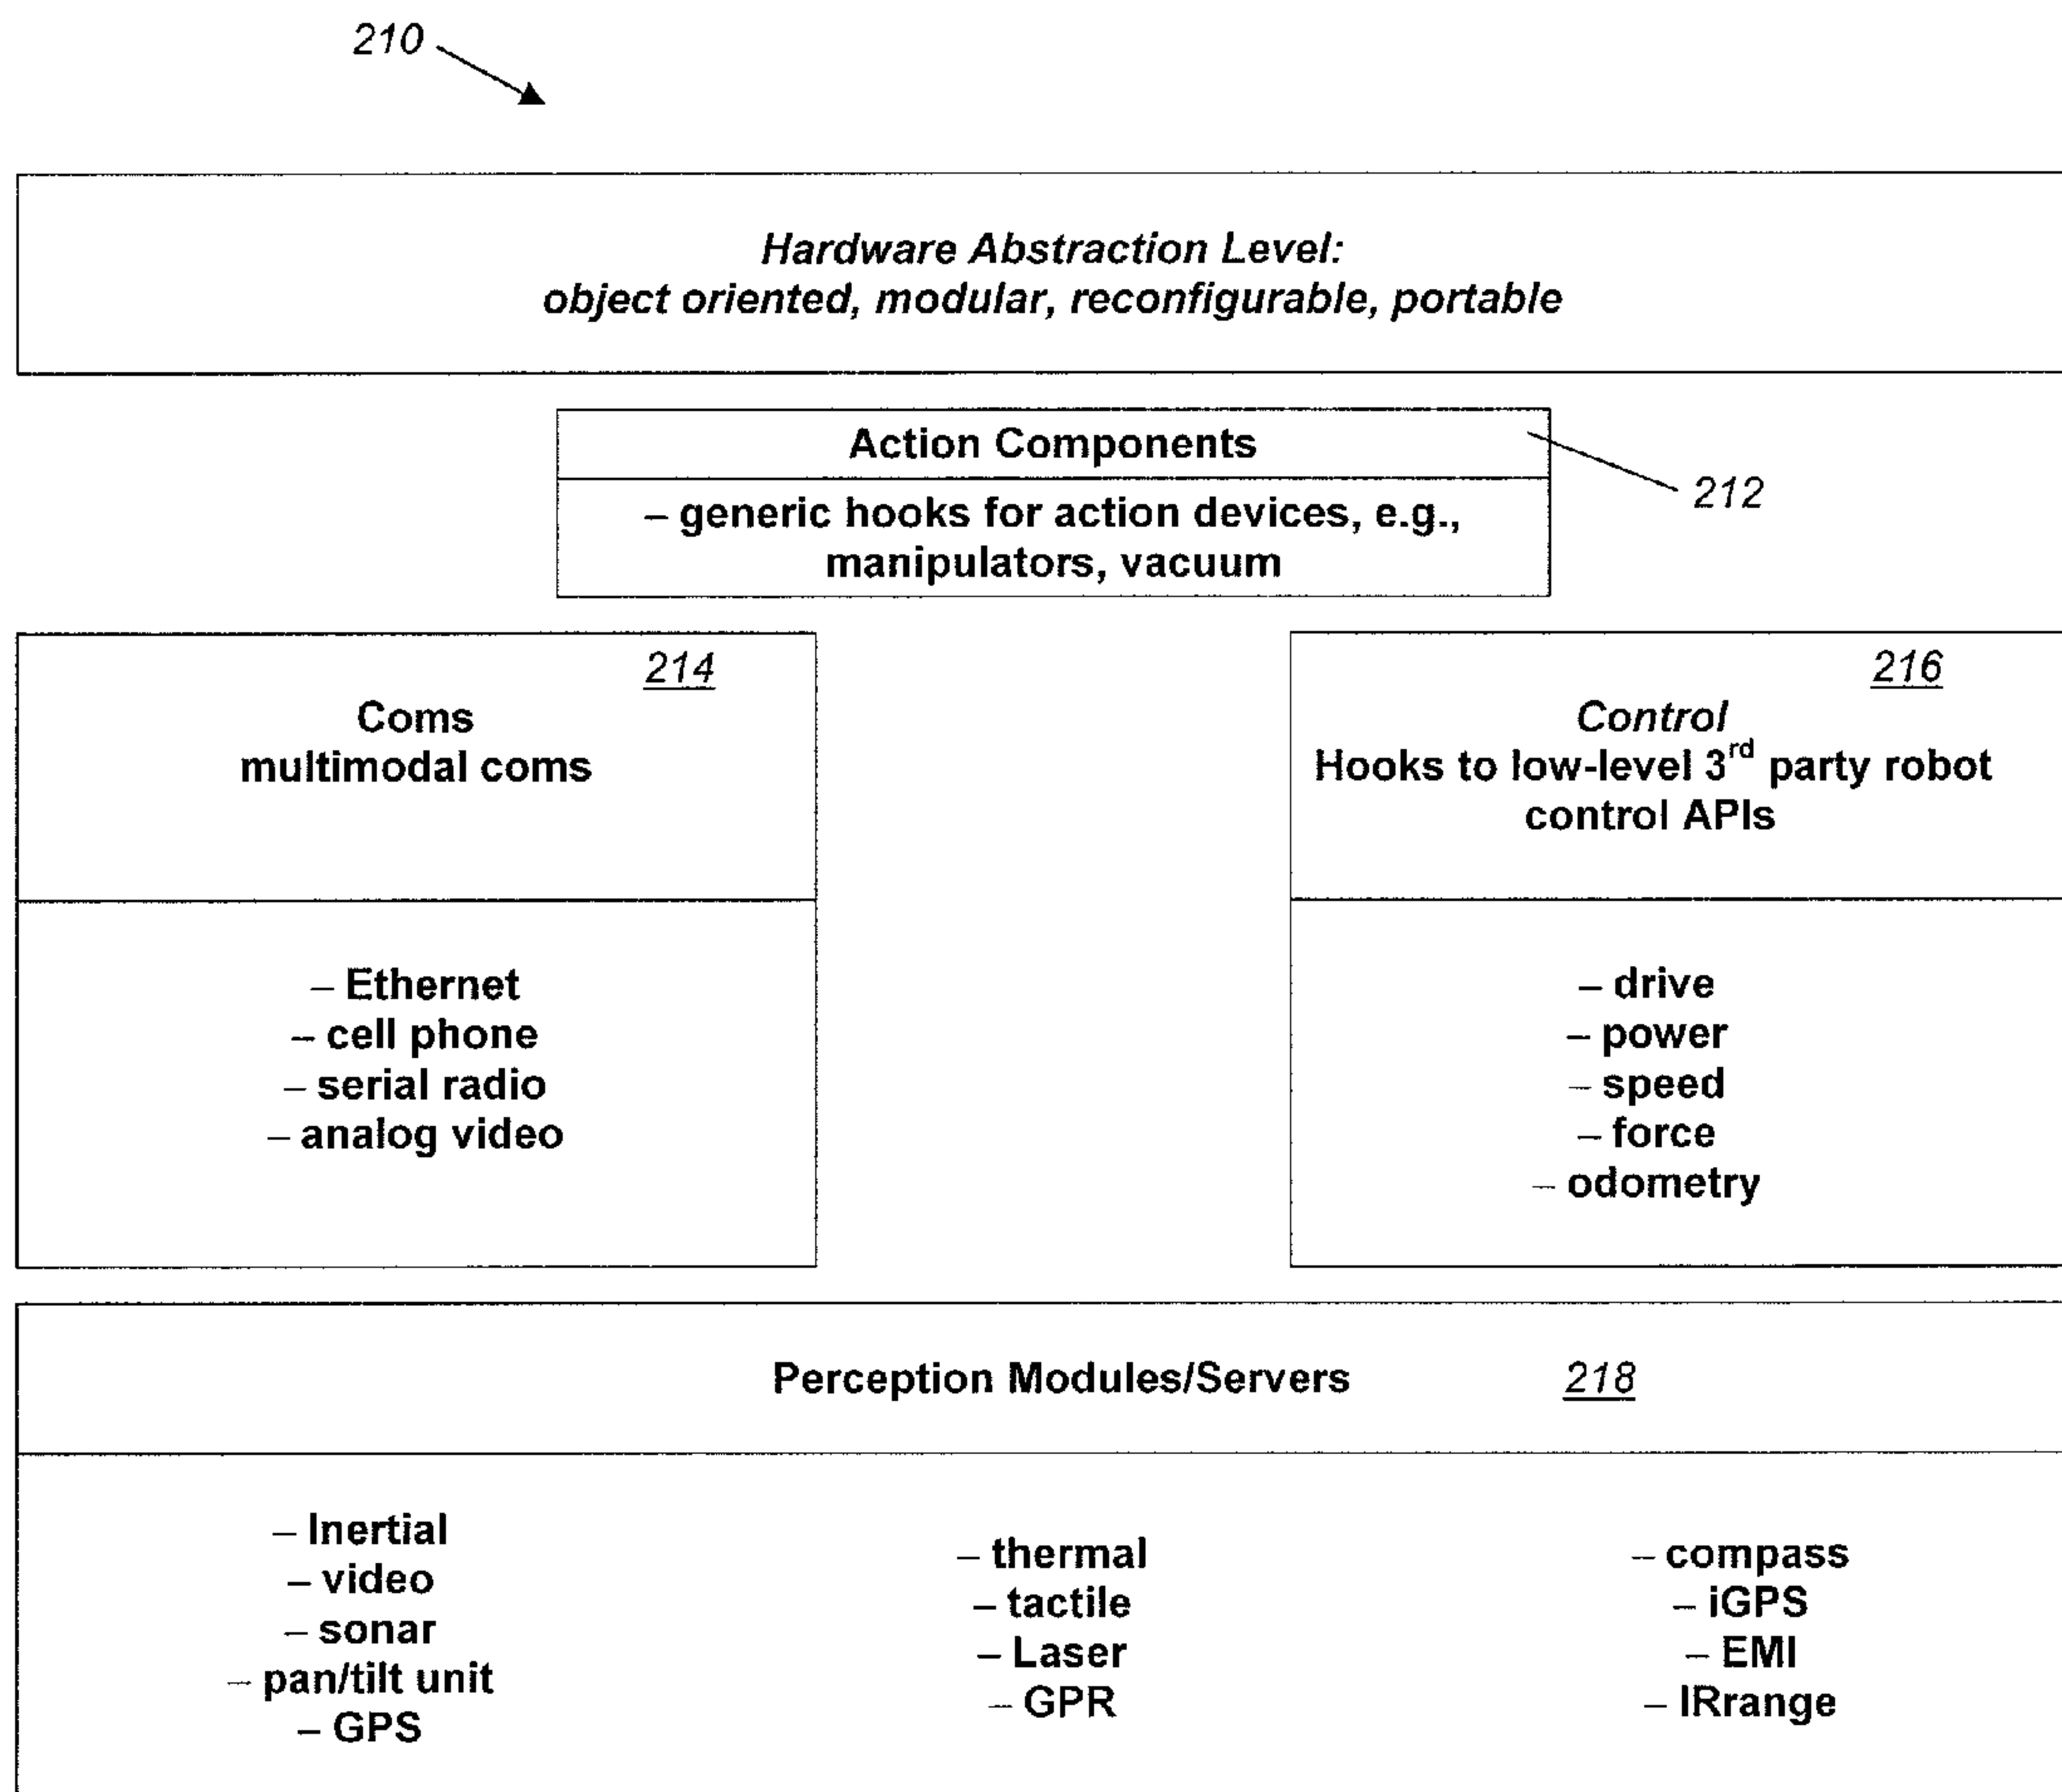 210
Hardware Abstraction Level:
object oriented, modular, reconfigurable, portable
Action Components
212
– generic hooks for action devices, e.g.,
manipulators, vacuum
214
Coms
multimodal coms
– Ethernet
– cell phone
– serial radio
– analog video
216
Control
Hooks to low-level 3rd party robot
control APIs
– drive
– power
– speed
– force
– odometry
Perception Modules/Servers 218
– Inertial
– video
– sonar
– pan/tilt unit
– GPS
– thermal
– tactile
– Laser
– GPR
– compass
– iGPS
– EMI
– IRrange